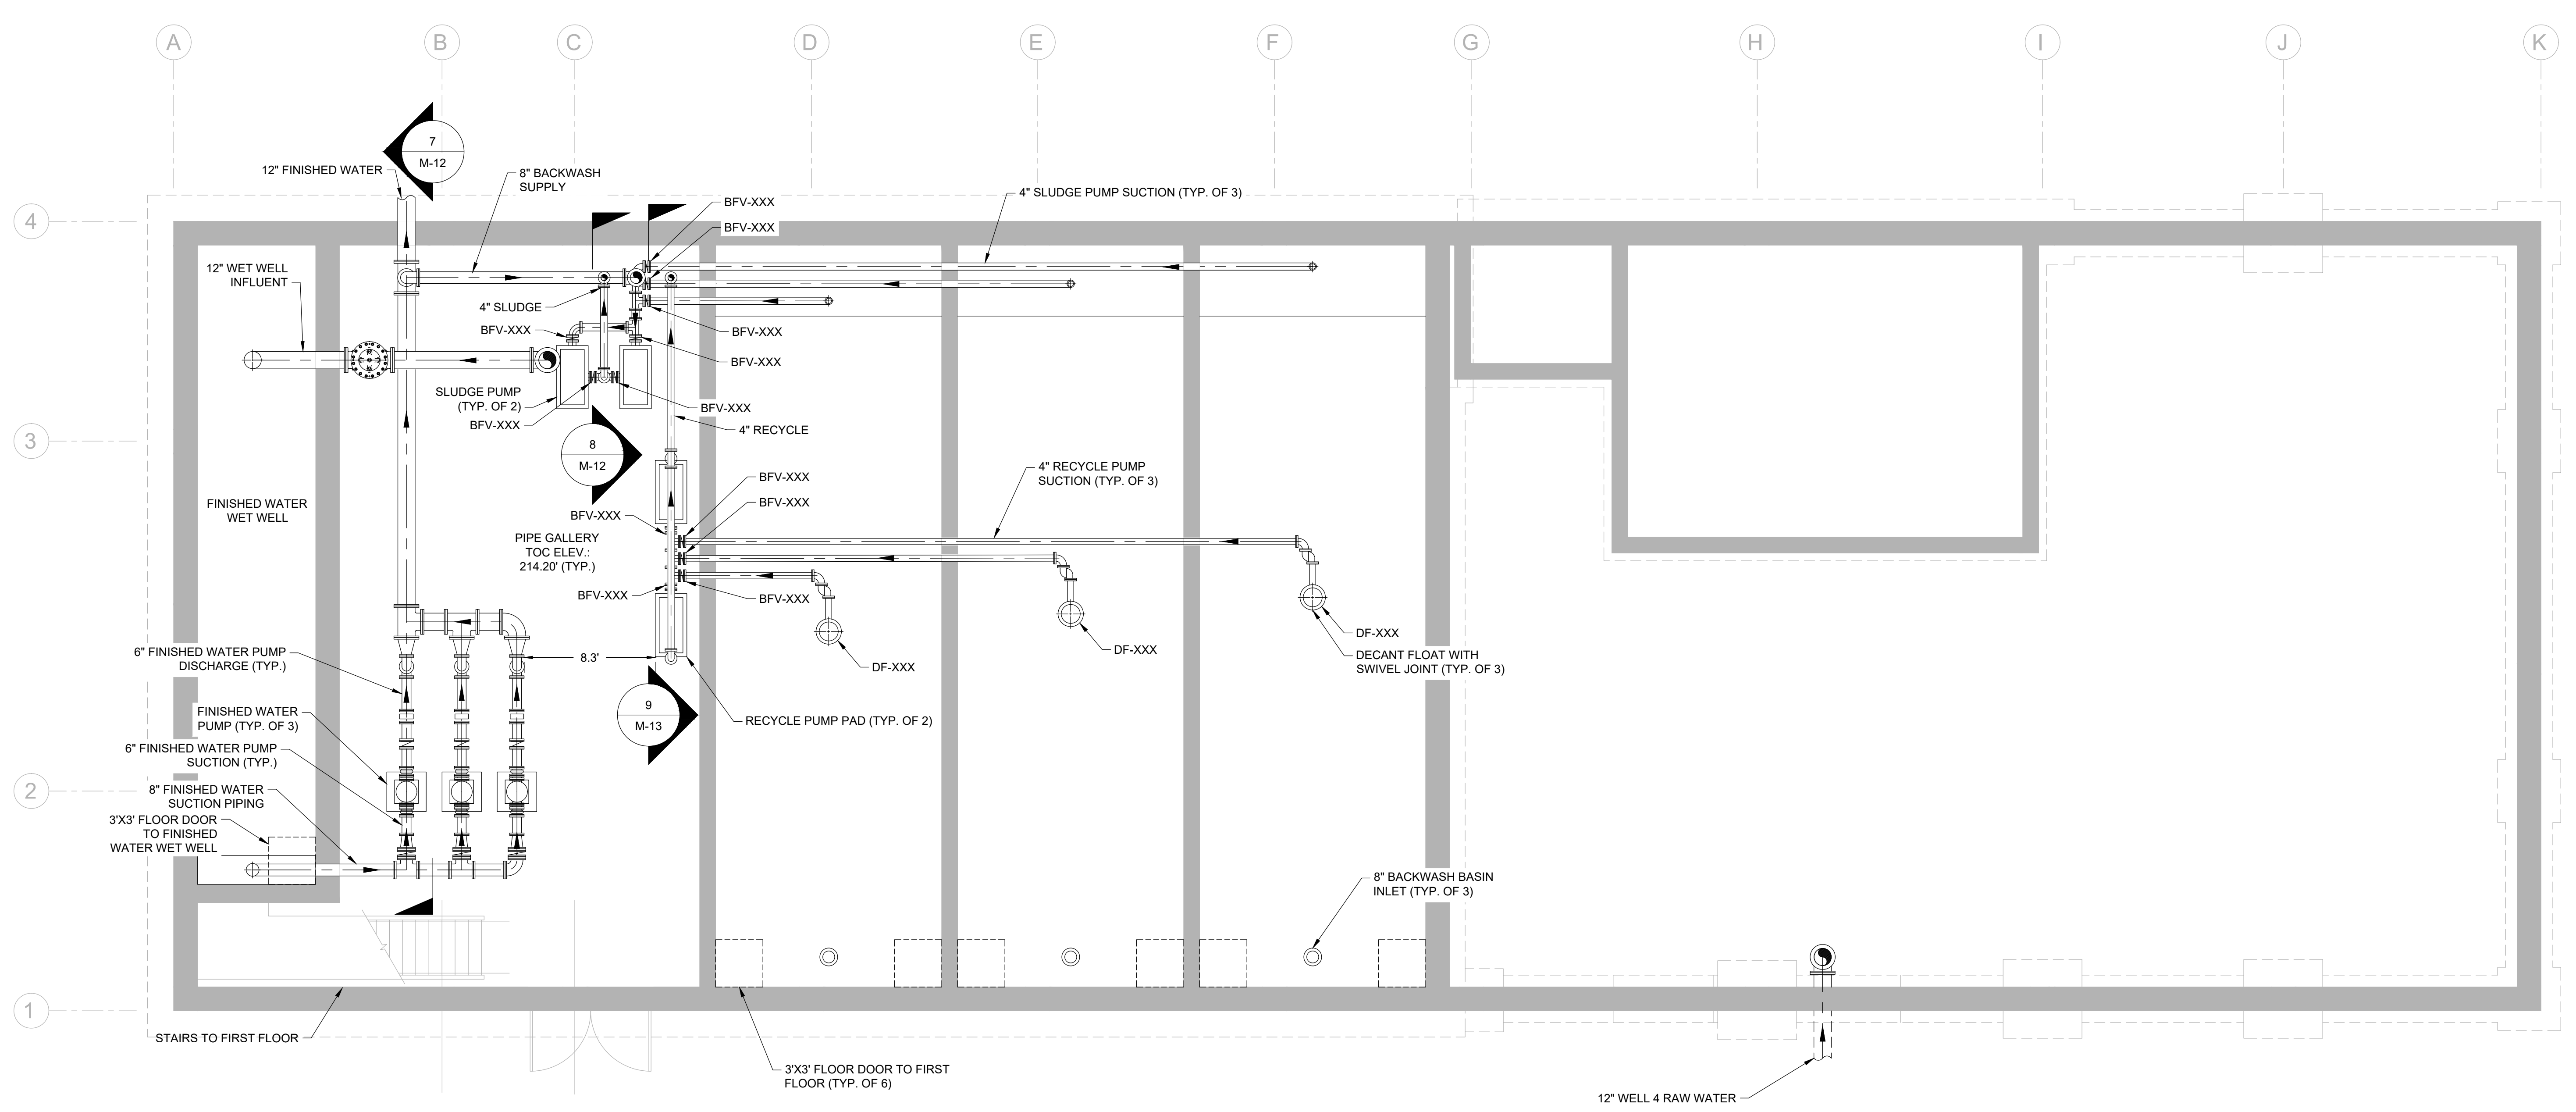 A
B
C
D
E
F
G
H
I
J
K
7
M-12
12" FINISHED WATER
8" BACKWASH
SUPPLY
BFV-XXX
4" SLUDGE PUMP SUCTION (TYP. OF 3)
4
BFV-XXX
12" WET WELL
INFLUENT
4" SLUDGE
BFV-XXX
BFV-XXX
BFV-XXX
SLUDGE PUMP
(TYP. OF 2)
BFV-XXX
BFV-XXX
4" RECYCLE
3
8
M-12
4" RECYCLE PUMP
SUCTION (TYP. OF 3)
BFV-XXX
FINISHED WATER
WET WELL
BFV-XXX
BFV-XXX
PIPE GALLERY
TOC ELEV.:
214.20' (TYP.)
BFV-XXX
BFV-XXX
DF-XXX
6" FINISHED WATER PUMP
DISCHARGE (TYP.)
8.3'
DF-XXX
DECANT FLOAT WITH
SWIVEL JOINT (TYP. OF 3)
DF-XXX
9
M-13
FINISHED WATER
PUMP (TYP. OF 3)
RECYCLE PUMP PAD (TYP. OF 2)
6" FINISHED WATER PUMP
SUCTION (TYP.)
2
8" FINISHED WATER
SUCTION PIPING
3'X3' FLOOR DOOR
TO FINISHED
WATER WET WELL
8" BACKWASH BASIN
INLET (TYP. OF 3)
Z
1
STAIRS TO FIRST FLOOR
3'X3' FLOOR DOOR TO FIRST
FLOOR (TYP. OF 6)
12" WELL 4 RAW WATER